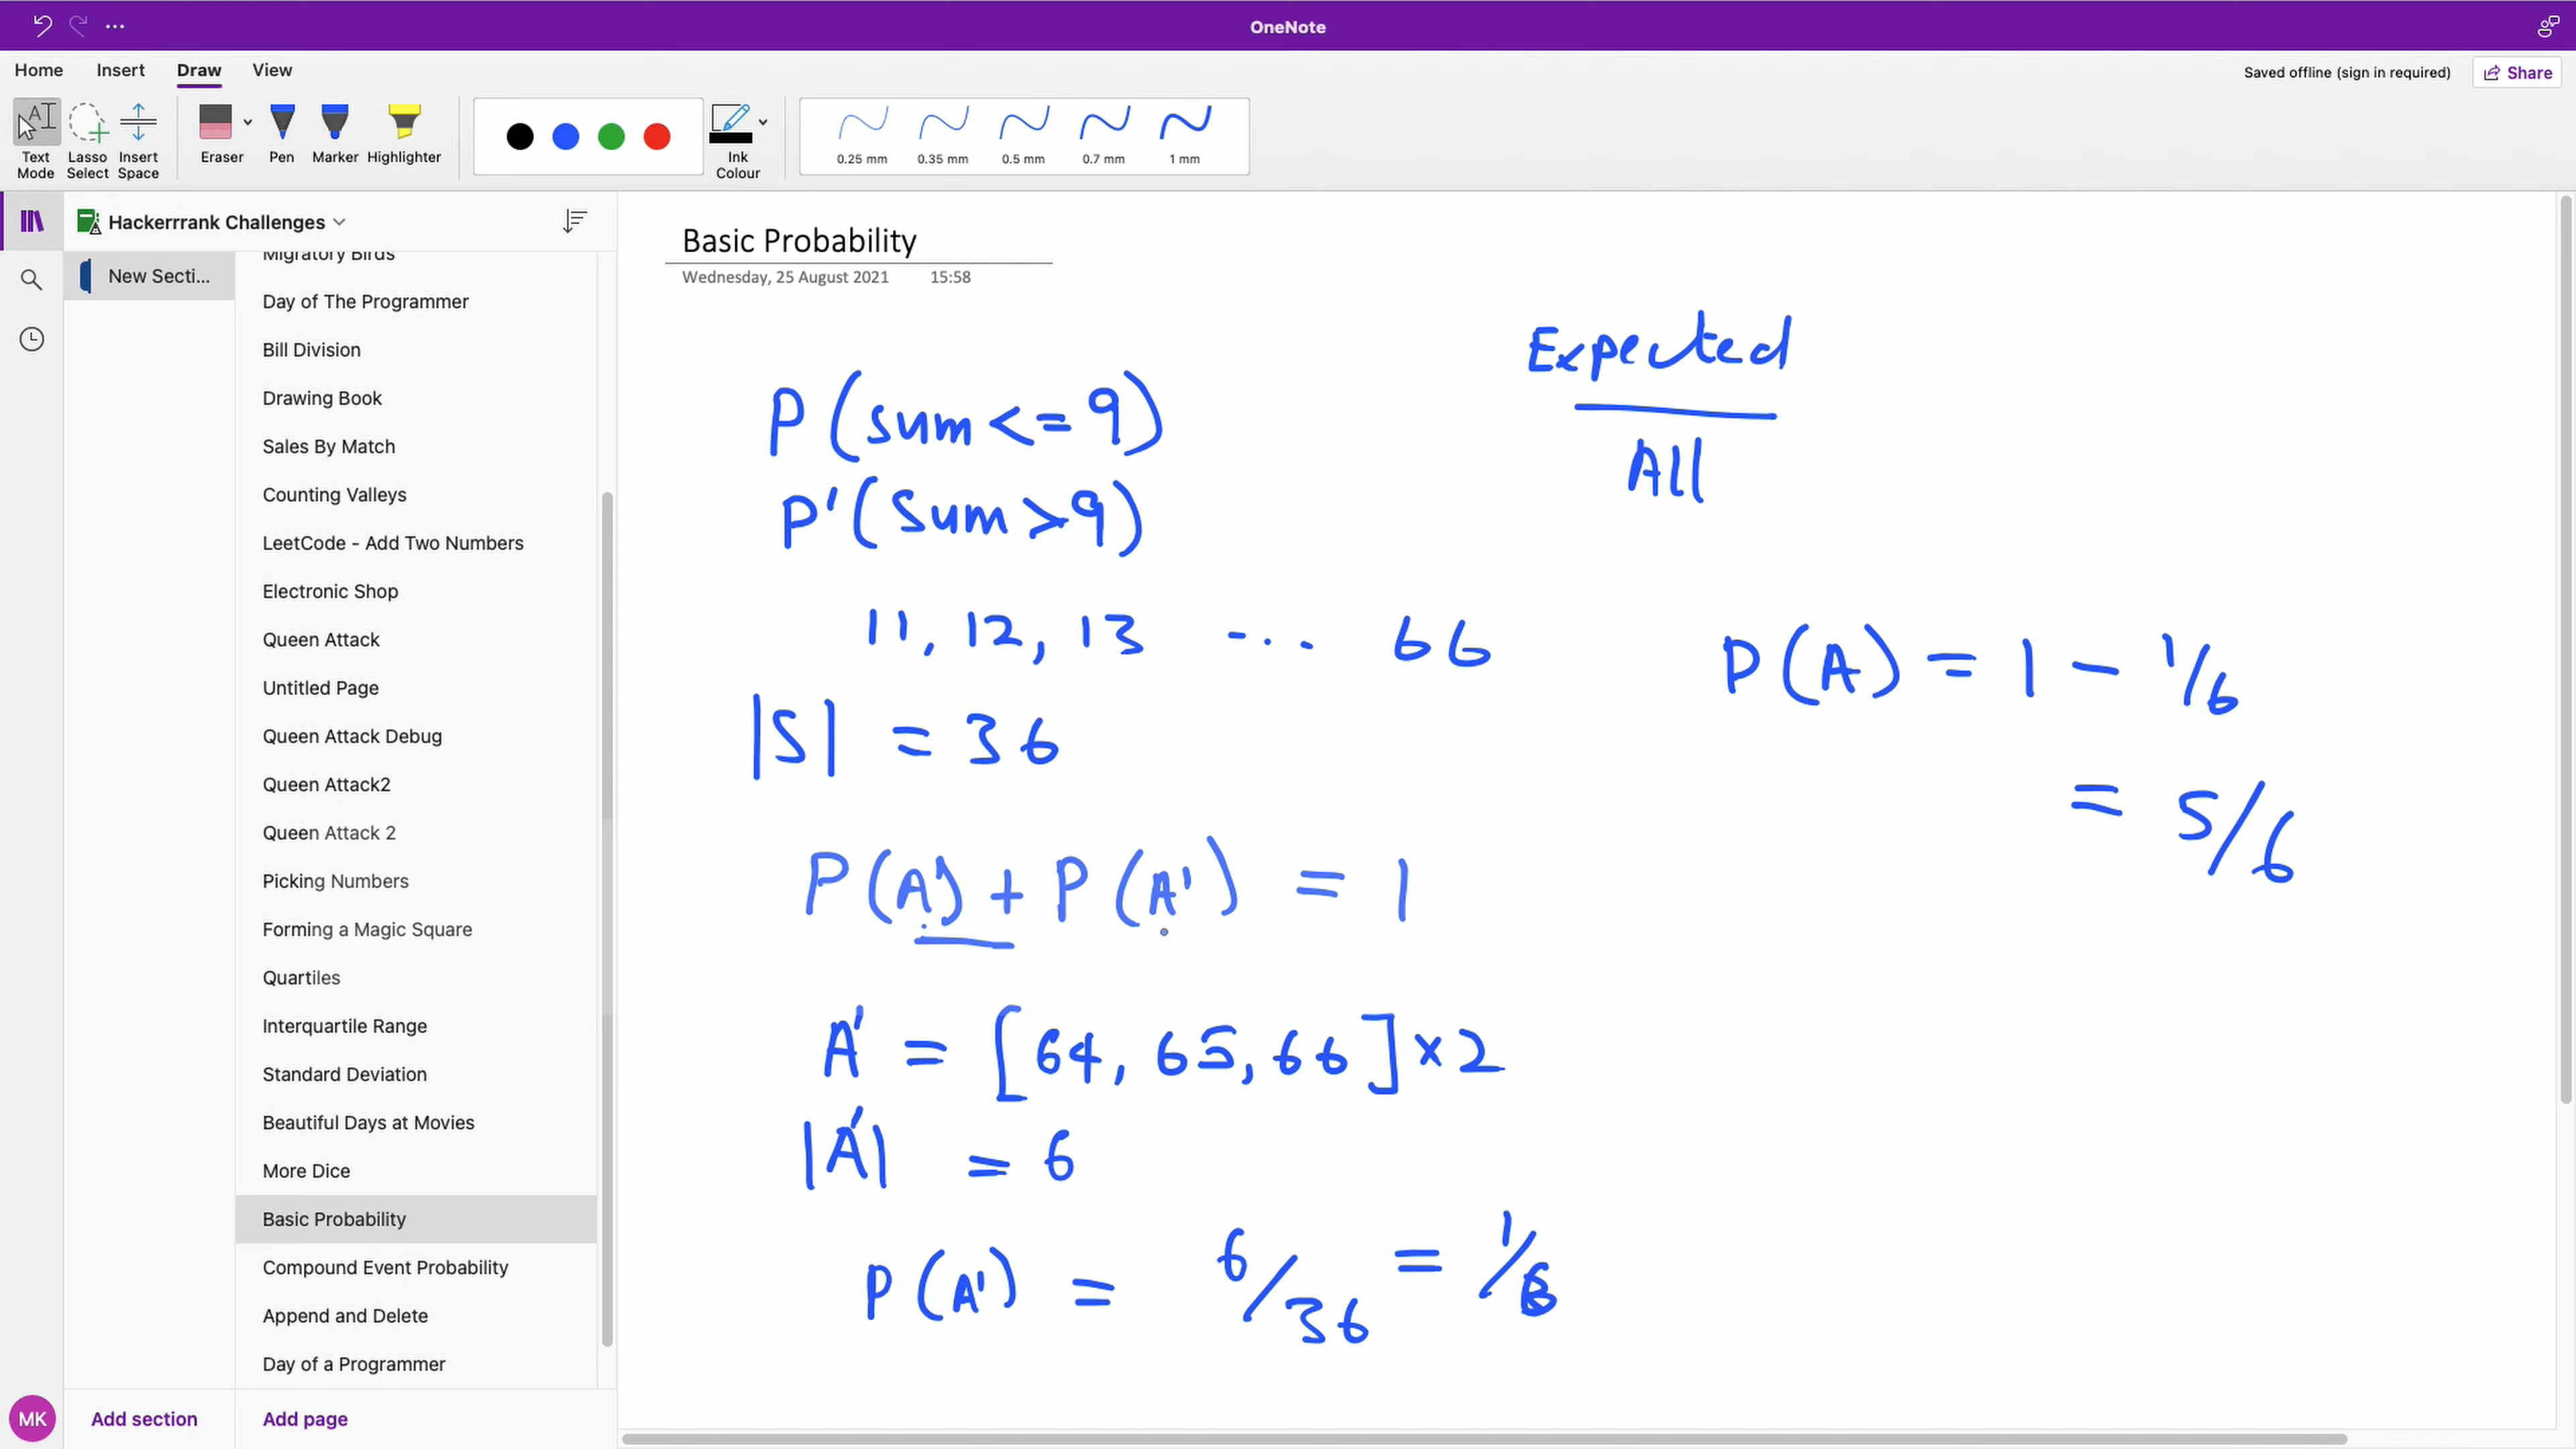 OneNote
Home Insert Draw View
Saved offline (sign in required) Share
Text Mode
Lasso Select
Insert Space
Eraser
Pen
Marker
Highlighter
Ink Colour
0.25 mm 0.35 mm 0.5 mm 0.7 mm 1 mm
Hackerrrank Challenges
New Secti...
Migratory Birds
Day of The Programmer
Bill Division
Drawing Book
Sales By Match
Counting Valleys
LeetCode - Add Two Numbers
Electronic Shop
Queen Attack
Untitled Page
Queen Attack Debug
Queen Attack2
Queen Attack 2
Picking Numbers
Forming a Magic Square
Quartiles
Interquartile Range
Standard Deviation
Beautiful Days at Movies
More Dice
Basic Probability
Compound Event Probability
Append and Delete
Day of a Programmer
MK
Add section
Add page
Basic Probability
Wednesday, 25 August 2021 15:58
P(sum<=9)
P'(Sum>9)
11, 12, 13 --- 66
|S| = 36
P(A) + P(A') = 1
A' = [64, 65, 66]×2
|A'| = 6
P(A') = 6/36 = 1/6
Expected
All
P(A) = 1 - 1/6
= 5/6